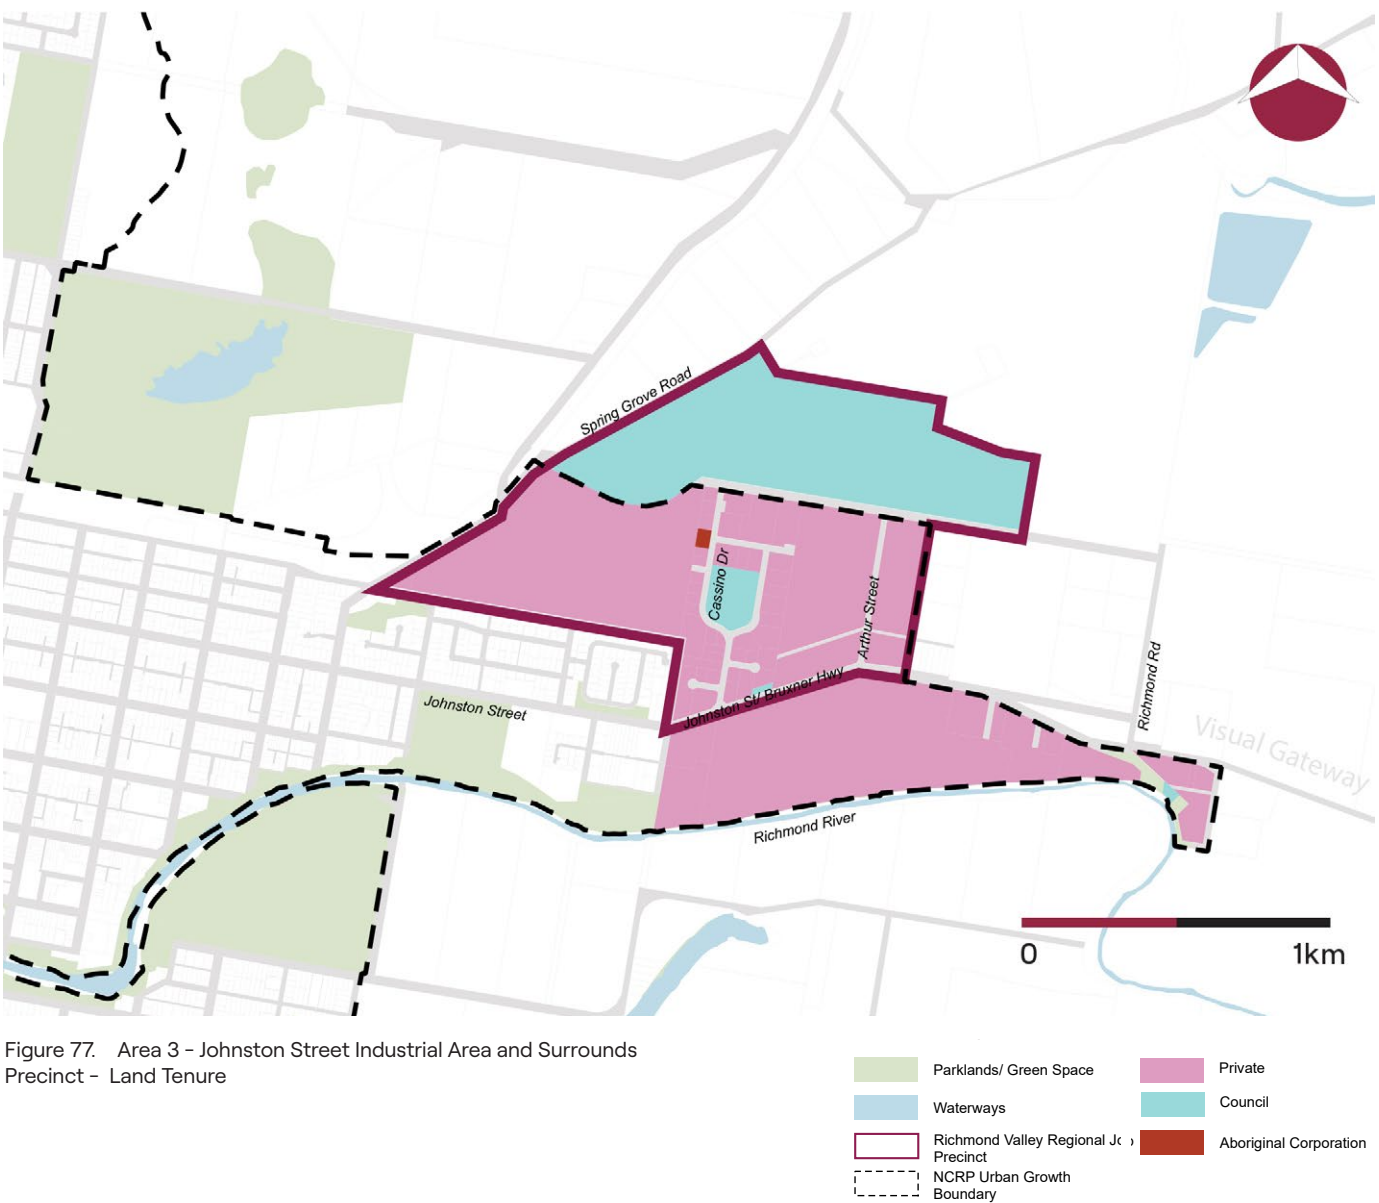 Spring Grove Road
Cassino Dr
Arthur Street
Johnston St/ Bruxner Hwy
Johnston Street
Richmond Rd
Visual Gateway
Richmond River
0 1km
Figure 77. Area 3 - Johnston Street Industrial Area and Surrounds
Precinct - Land Tenure
Parklands/ Green Space
Waterways
Richmond Valley Regional Jo
Precinct
NCRP Urban Growth
Boundary
Private
Council
Aboriginal Corporation